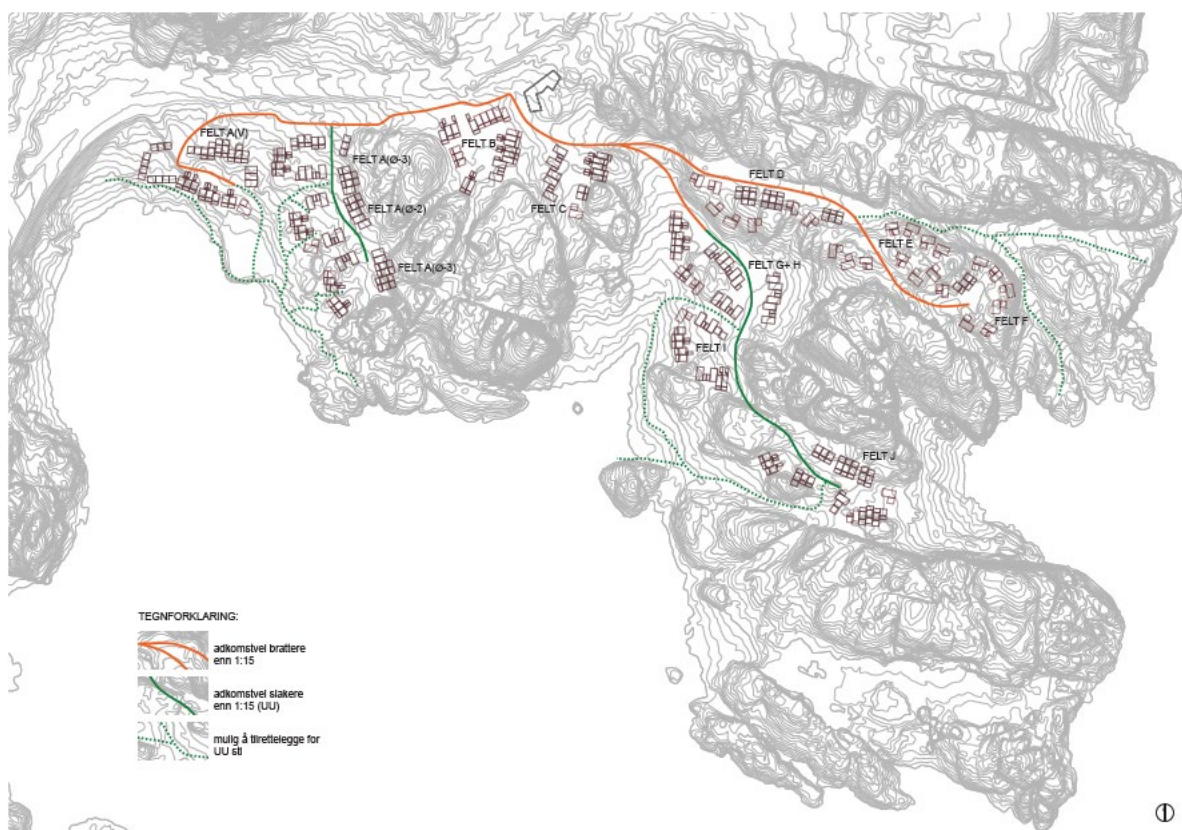 FELT A(V)
FELT A(Ø-3)
FELT B
FELT A(Ø-2)
FELT C
FELT A(Ø-3)
FELT D
FELT E
FELT G+ H
FELT F
FELT I
FELT J
TEGNFORKLARING:
adkomstvei brattere
enn 1:15
adkomstvei slakere
enn 1:15 (UU)
mulig å tilrettelegge for
UU sti